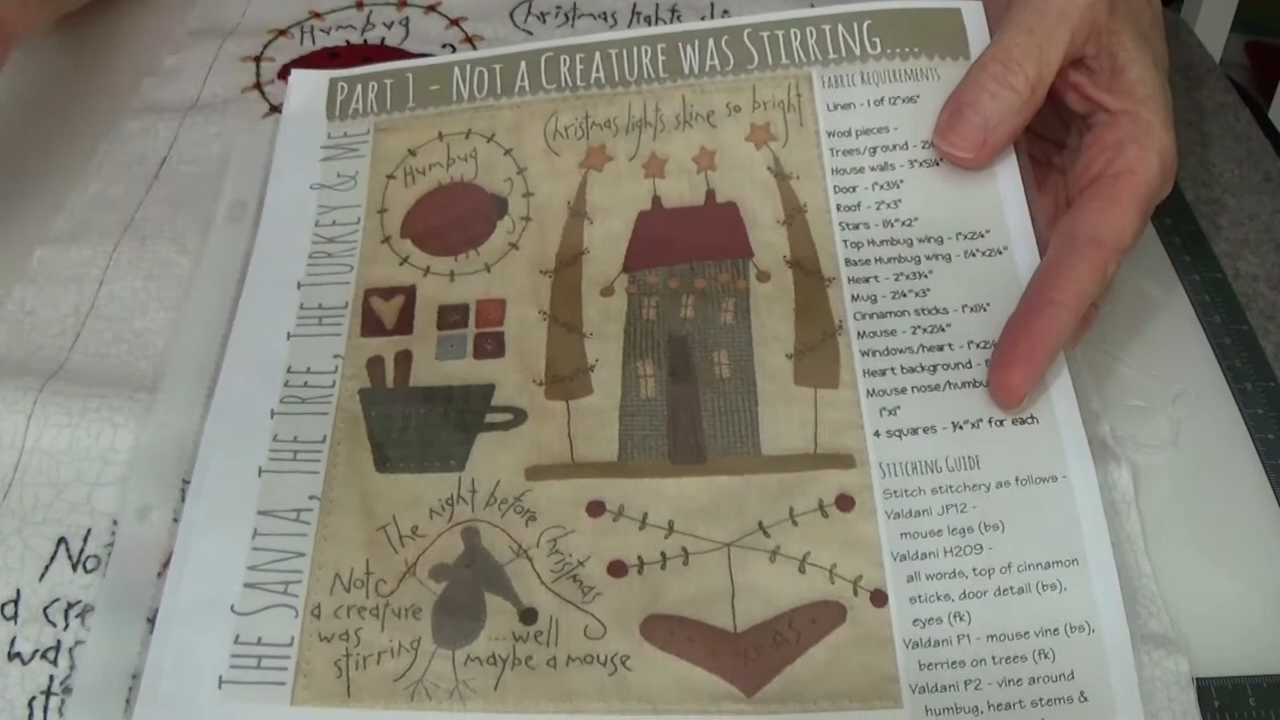 Humbug
Christmas lights
PART 1 - NOT A CREATURE WAS STIRRING....
THE SANTA, THE TREE, THE TURKEY & ME
Christmas lights shine so bright
Humbug
The night before Christmas
Not
a creature
was
stirring
...well
maybe a mouse
XMAS
FABRIC REQUIREMENTS
Linen - 1 of 12"x16"
Wool pieces -
Trees/ground -
House walls - 3"x5¼"
Door - 1"x3½"
Roof - 2"x3"
Stars - 1½"x2"
Top Humbug wing - 1"x2¼"
Base Humbug wing - 1¼"x2¼"
Heart - 2"x3¼"
Mug - 2¼"x3"
Cinnamon sticks - 1"x1½"
Mouse - 2"x2¼"
Windows/heart -
Heart background -
Mouse nose/humbu
1"x1"
4 squares - ¾"x1" for each
STITCHING GUIDE
Stitch stitchery as follows -
Valdani JP12 -
mouse legs (bs)
Valdani H209 -
all words, top of cinnamon
sticks, door detail (bs),
eyes (fk)
Valdani P1 - mouse vine (bs),
berries on trees (fk)
Valdani P2 - vine around
humbug, heart stems &
No
a cre
was
sti